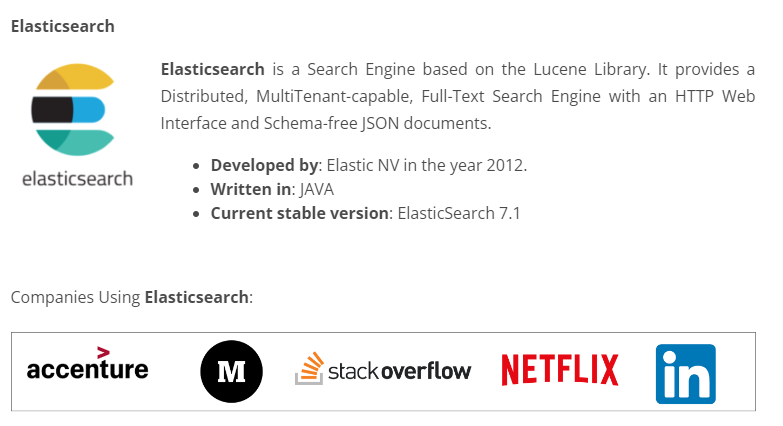 Elasticsearch
Elasticsearch is a Search Engine based on the Lucene Library. It provides a
Distributed, MultiTenant-capable, Full-Text Search Engine with an HTTP Web
Interface and Schema-free JSON documents.
elasticsearch
• Developed by: Elastic NV in the year 2012.
• Written in: JAVA
• Current stable version: ElasticSearch 7.1
Companies Using Elasticsearch:
accenture M stackoverflow NETFLIX in